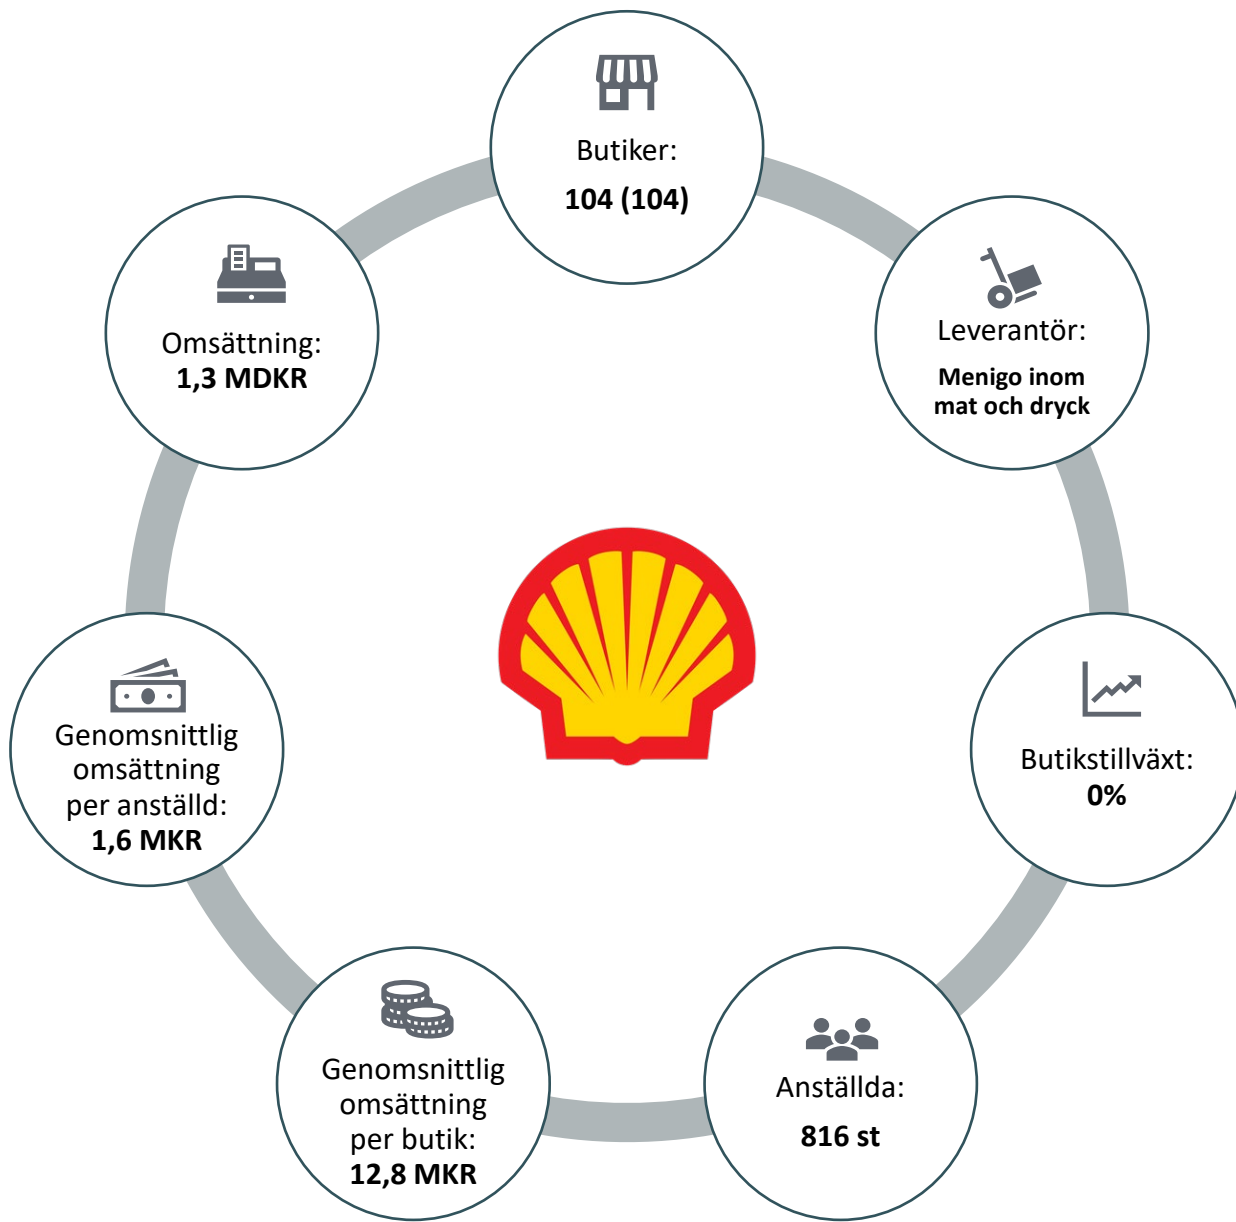 Butiker:
104 (104)
Leverantör:
Menigo inom
mat och dryck
Butikstillväxt:
0%
Anställda:
816 st
Genomsnittlig
omsättning
per butik:
12,8 MKR
Genomsnittlig
omsättning
per anställd:
1,6 MKR
Omsättning:
1,3 MDKR